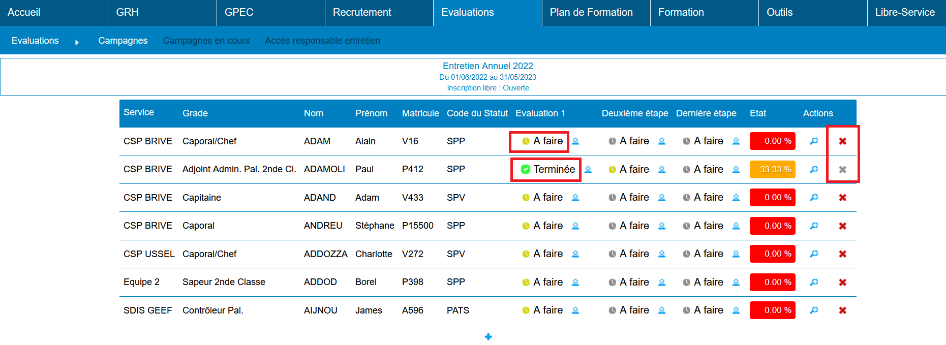 Accueil GRH GPEC Recrutement Evaluations Plan de Formation Formation Outils Libre-Service
Evaluations Campagnes Campagnes en cours Accès responsable entretien
Entretien Annuel 2022
Du 01/06/2022 au 31/05/2023
Inscription libre : Ouverte
Service Grade Nom Prénom Matricule Code du Statut Evaluation 1 Deuxième étape Dernière étape Etat Actions
CSP BRIVE Caporal/Chef ADAM Alain V16 SPP A faire A faire A faire 0.00 %
CSP BRIVE Adjoint Admin. Pal. 2nde Cl. ADAMOLI Paul P412 SPP Terminée A faire A faire 33.33 %
CSP BRIVE Capitaine ADAND Adam V433 SPV A faire A faire A faire 0.00 %
CSP BRIVE Caporal ANDREU Stéphane P15500 SPP A faire A faire A faire 0.00 %
CSP USSEL Caporal/Chef ADDOZZA Charlotte V272 SPV A faire A faire A faire 0.00 %
Equipe 2 Sapeur 2nde Classe ADDOD Borel P398 SPP A faire A faire A faire 0.00 %
SDIS GEEF Contrôleur Pal. AIJNOU James A596 PATS A faire A faire A faire 0.00 %